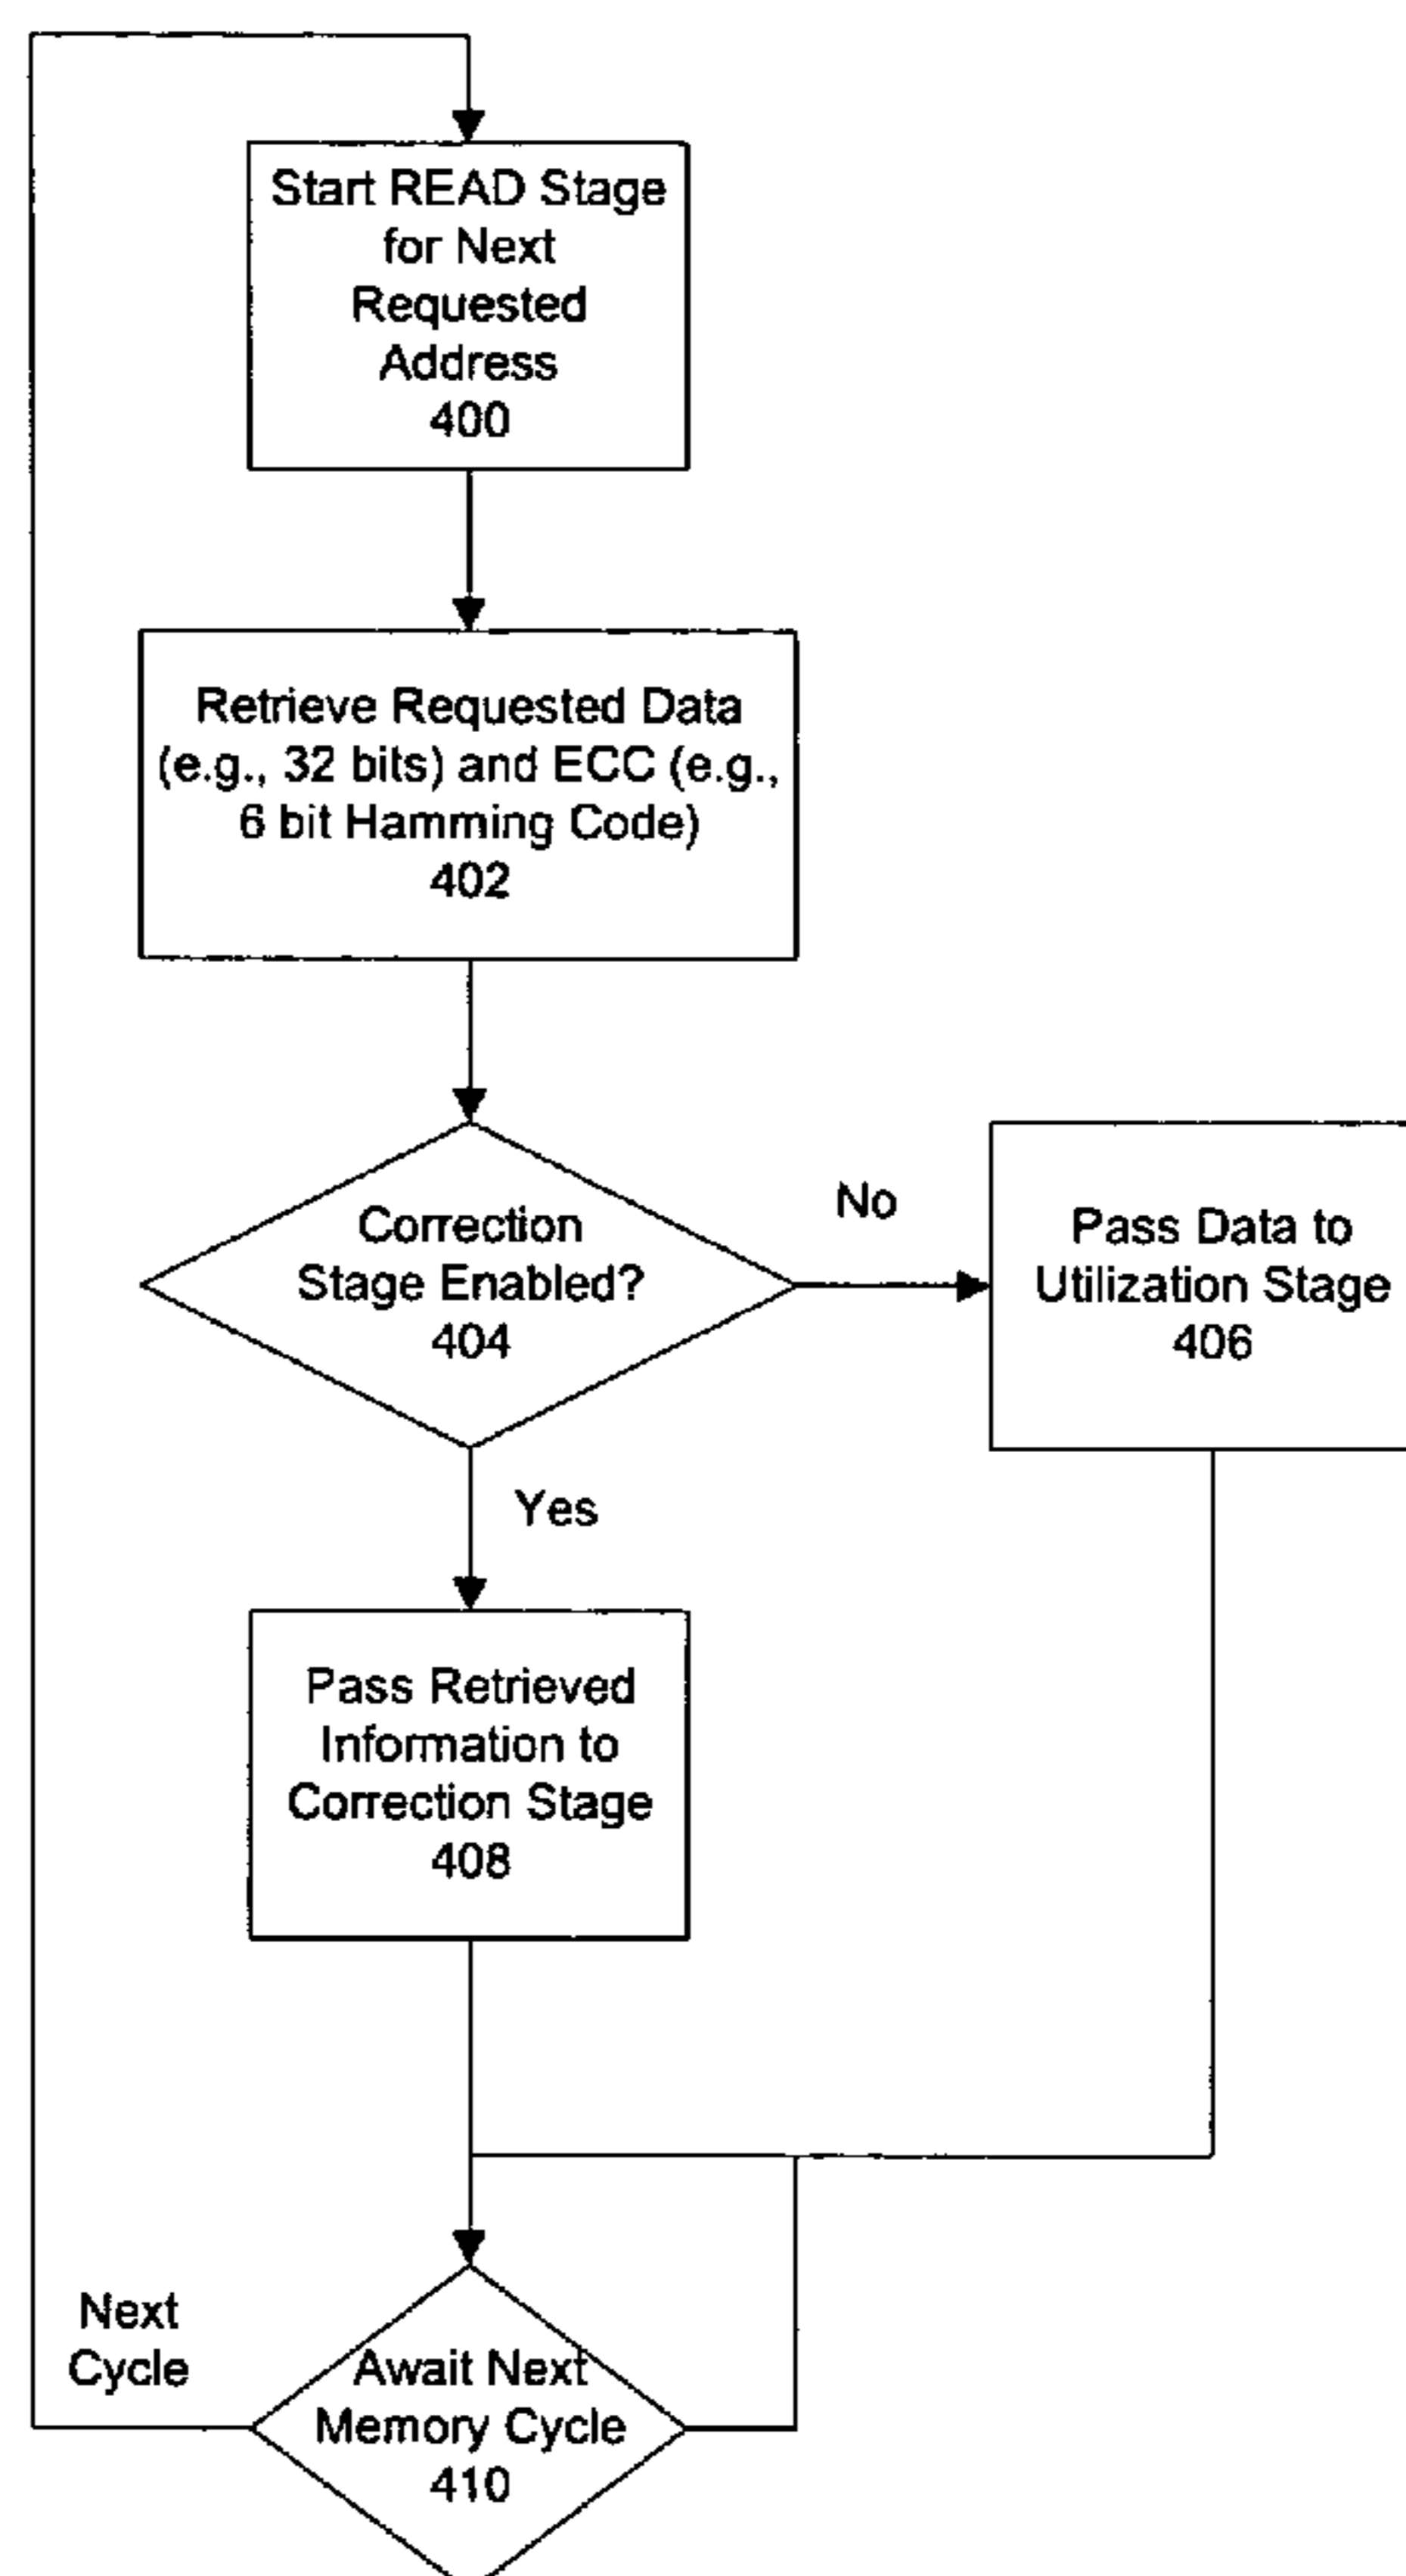 Start READ Stage
for Next
Requested
Address
400
Retrieve Requested Data
(e.g., 32 bits) and ECC (e.g.,
6 bit Hamming Code)
402
Correction
Stage Enabled?
404
No
Pass Data to
Utilization Stage
406
Yes
Pass Retrieved
Information to
Correction Stage
408
Next
Cycle
Await Next
Memory Cycle
410